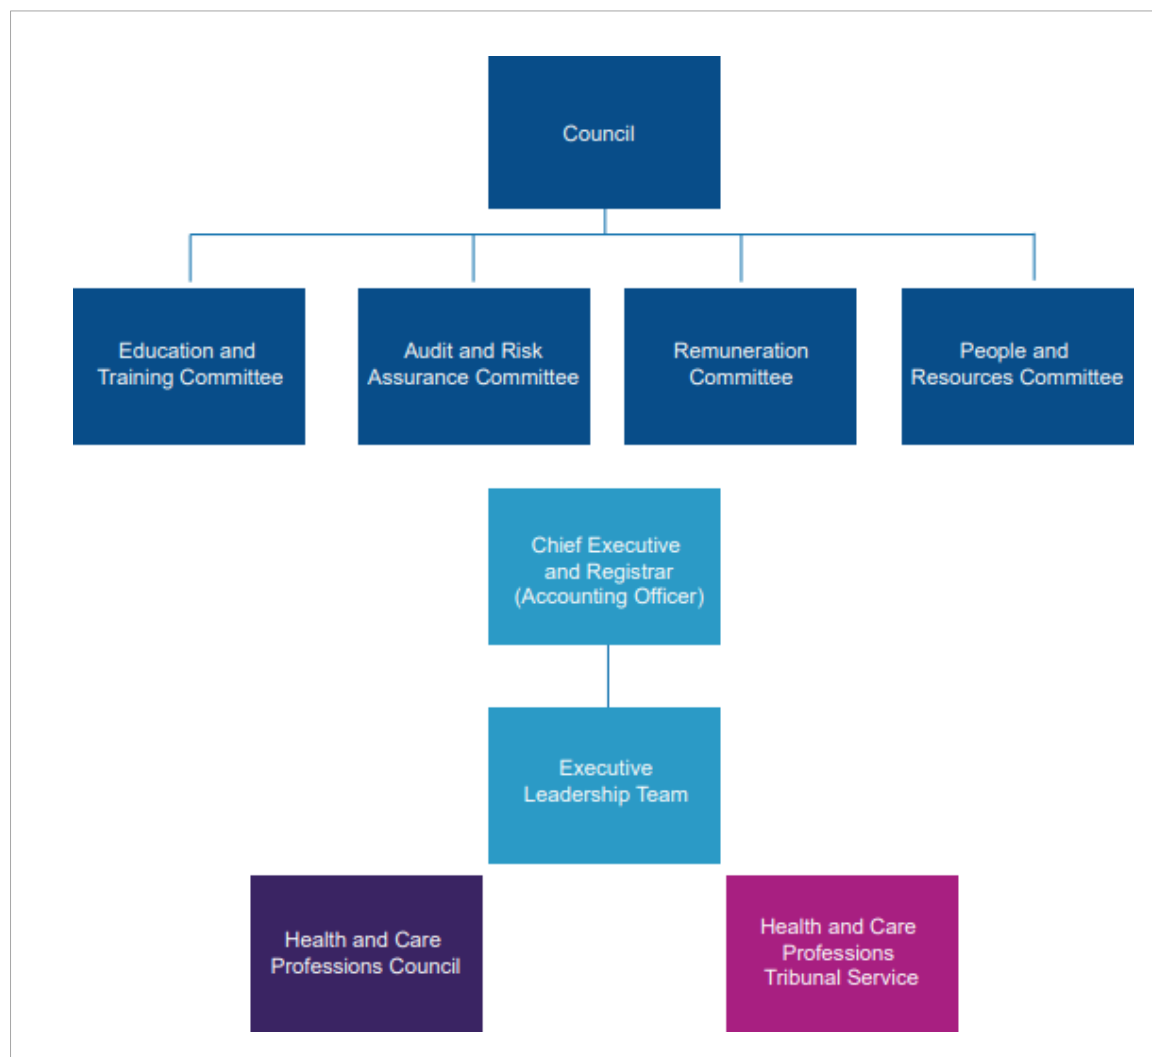 Council
Education and
Training Committee
Audit and Risk
Assurance Committee
Remuneration
Committee
People and
Resources Committee
Chief Executive
and Registrar
(Accounting Officer)
Executive
Leadership Team
Health and Care
Professions Council
Health and Care
Professions
Tribunal Service